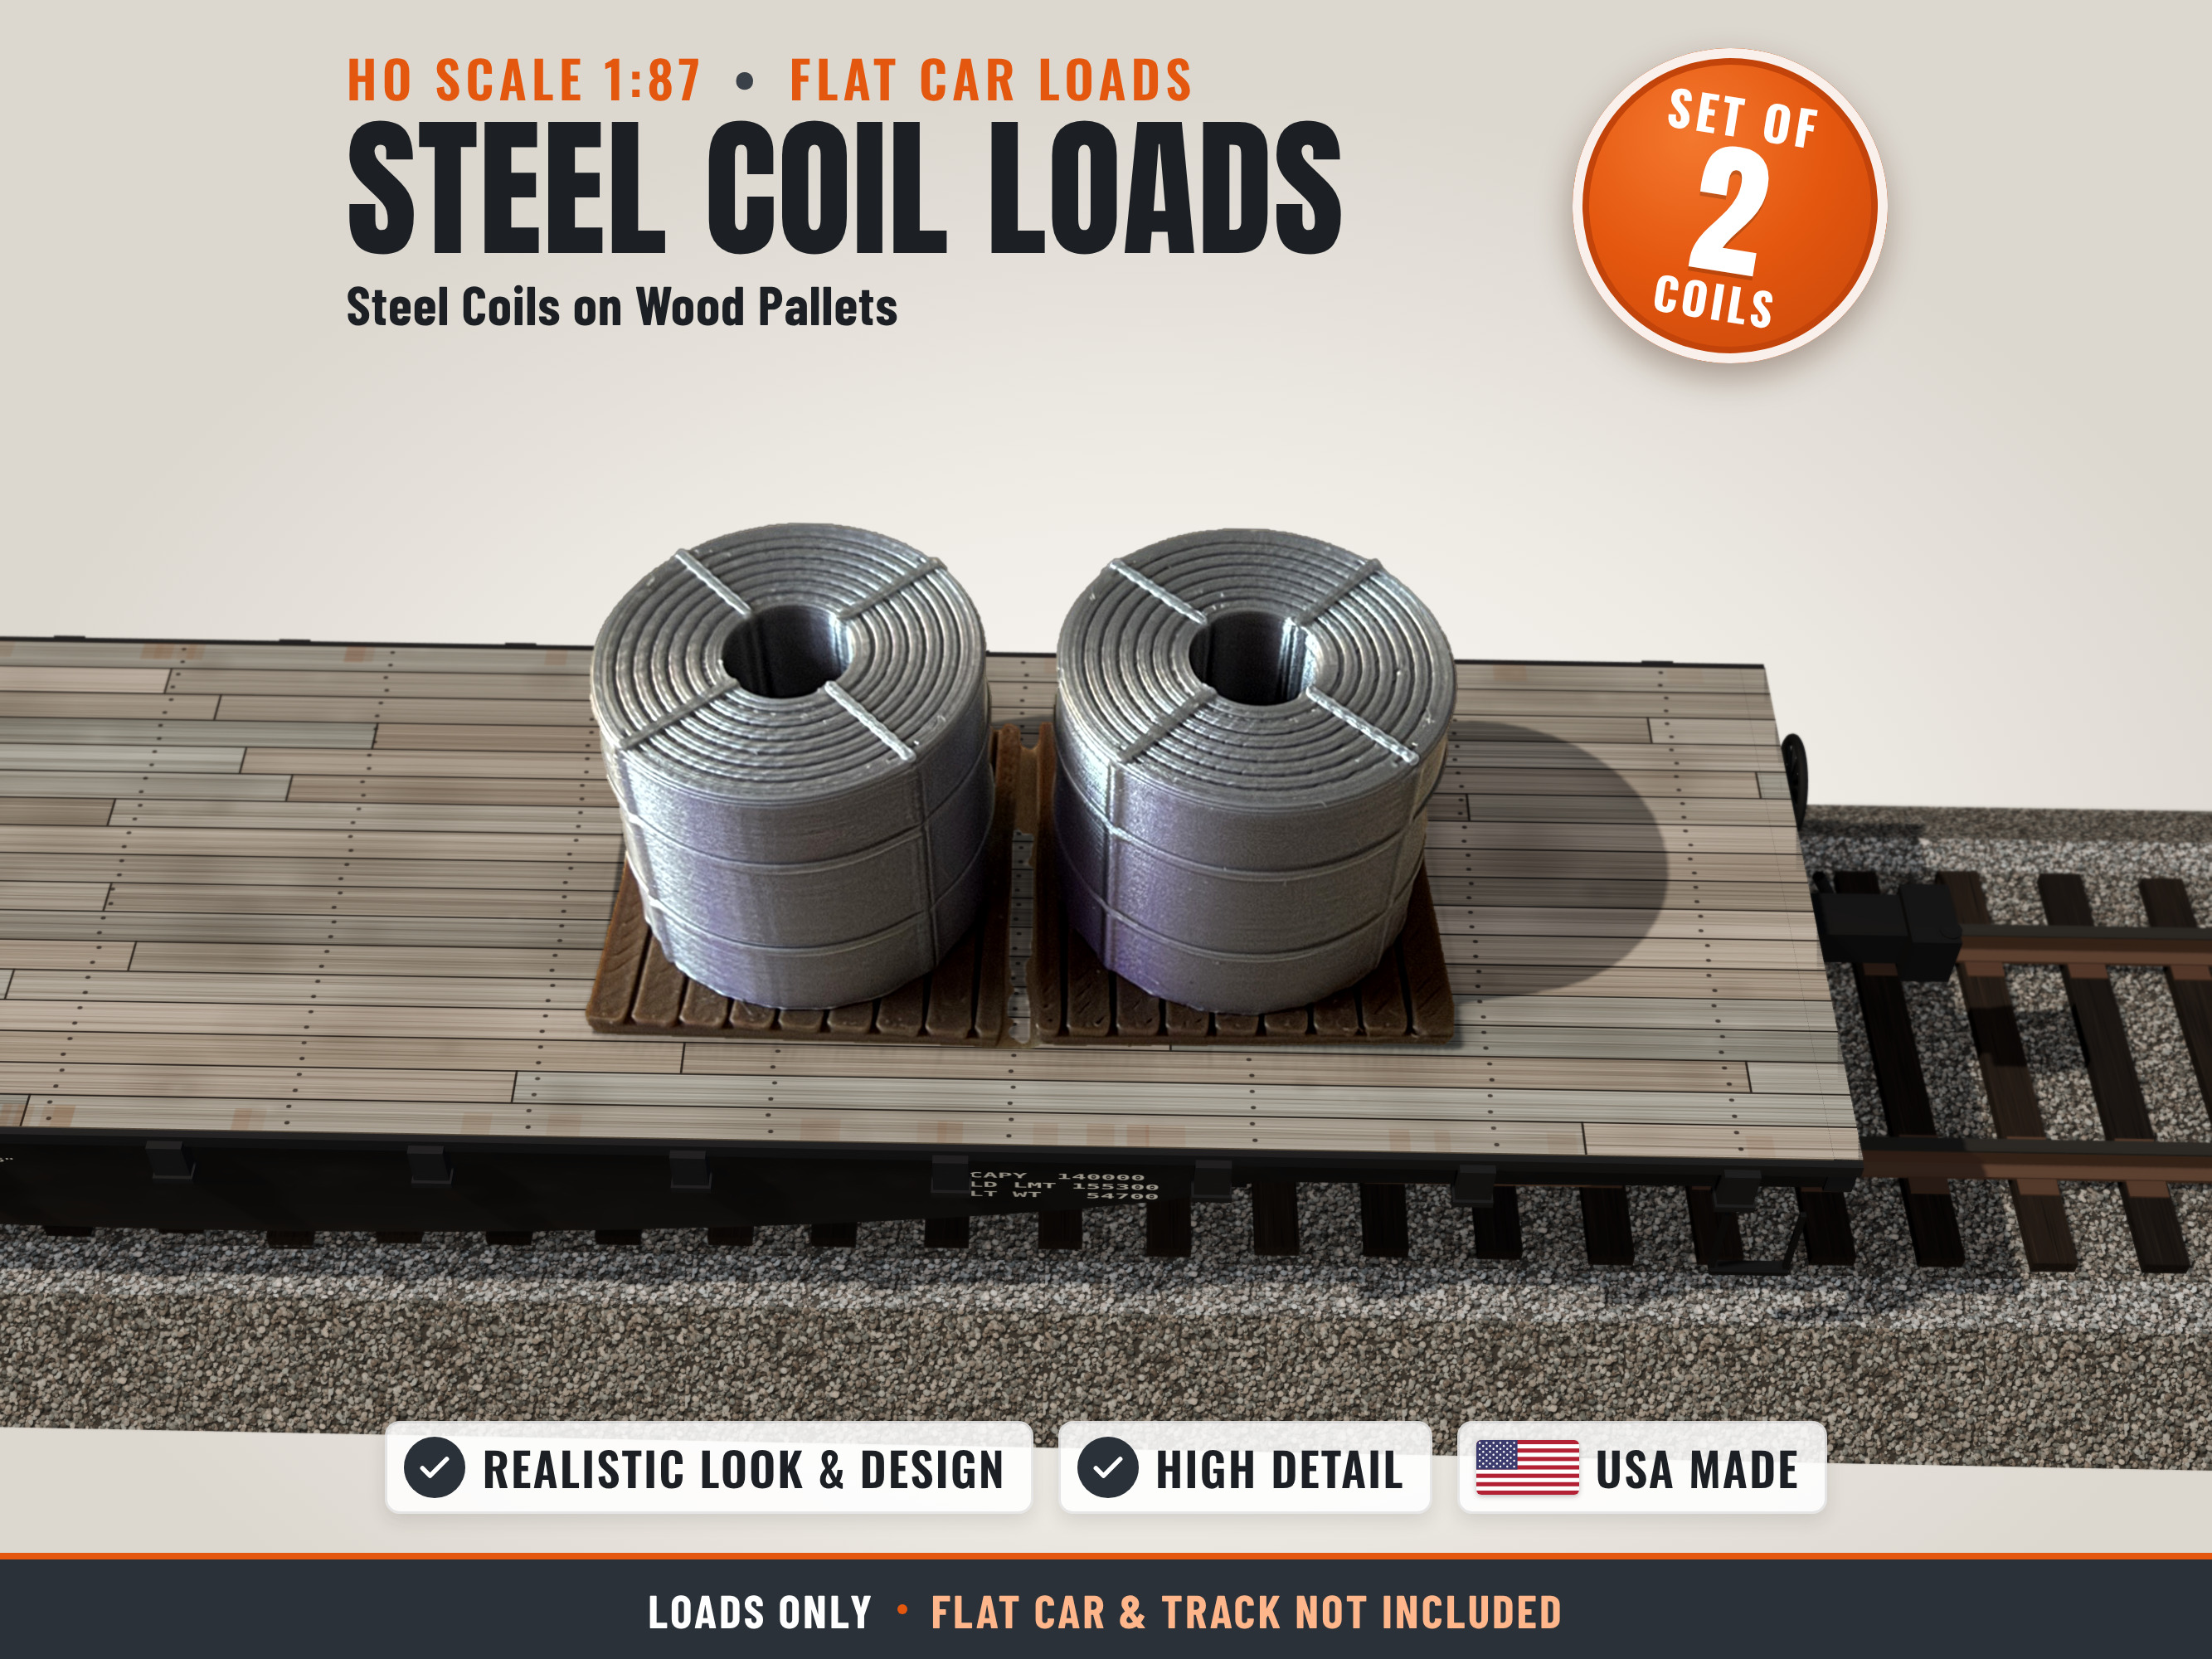 HO SCALE 1:87 • FLAT CAR LOADS
STEEL COIL LOADS
Steel Coils on Wood Pallets
SET OF
2
COILS
CAPY 140000
LD LMT 155300
LT WT 54700
REALISTIC LOOK & DESIGN
HIGH DETAIL
USA MADE
LOADS ONLY • FLAT CAR & TRACK NOT INCLUDED